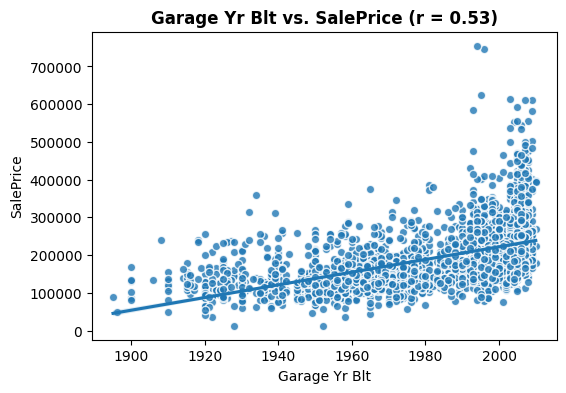 Garage Yr Blt vs. SalePrice (r = 0.53)
SalePrice
700000
600000
500000
400000
300000
200000
100000
0
1900 1920 1940 1960 1980 2000
Garage Yr Blt